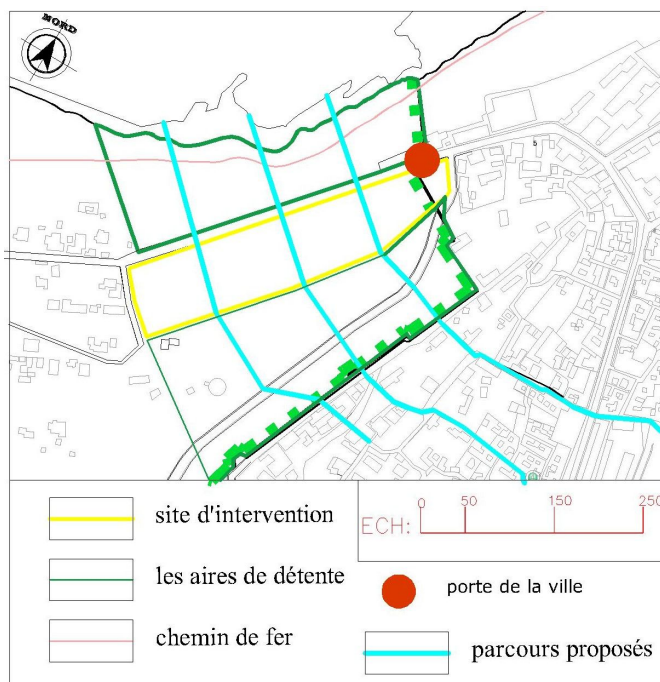 NORD
site d'intervention
les aires de détente
chemin de fer
ECH: 0 50 150 250
porte de la ville
parcours proposés